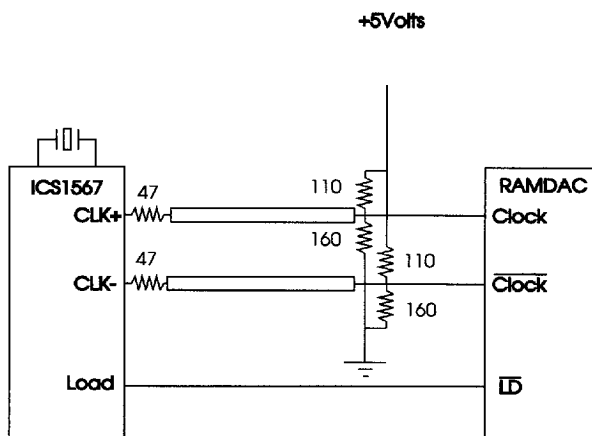 +5Volts
ICS1567
47
110
RAMDAC
CLK+
Clock
160
47
110
CLK-
Clock
160
Load
LD